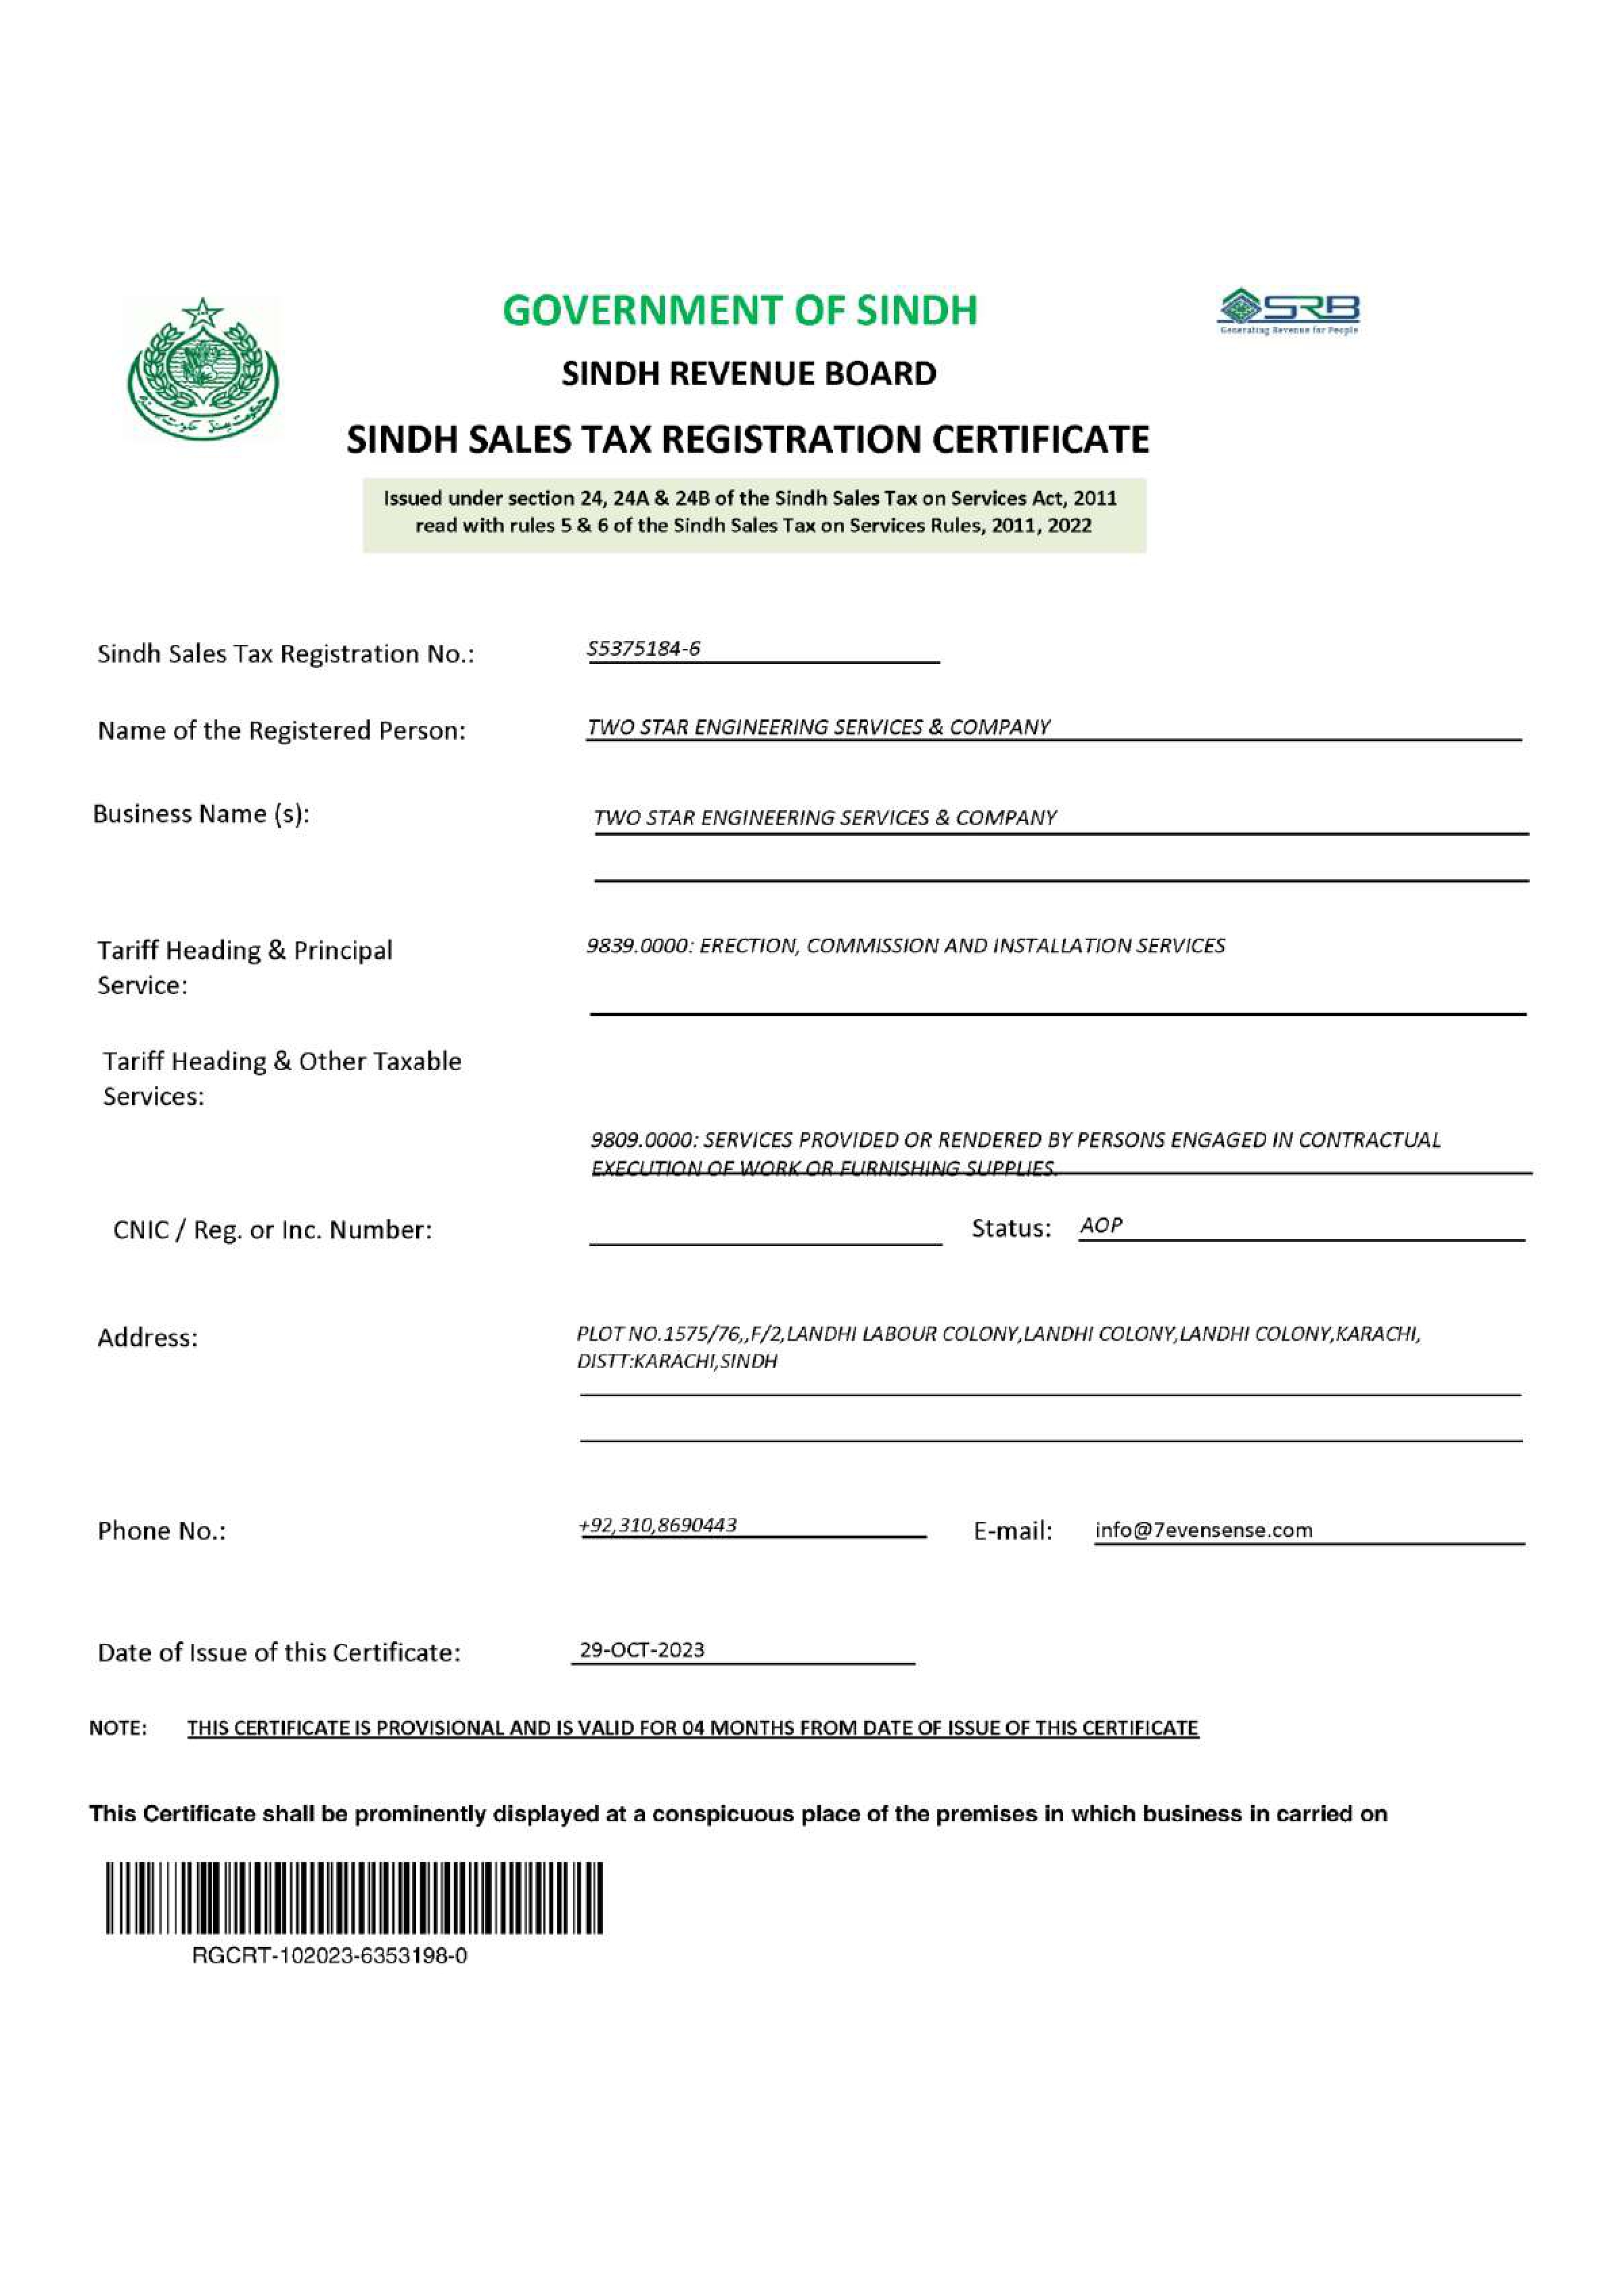 GOVERNMENT OF SINDH
SRB
Generating Revenue for People
SINDH REVENUE BOARD
SINDH SALES TAX REGISTRATION CERTIFICATE
Issued under section 24, 24A & 24B of the Sindh Sales Tax on Services Act, 2011
read with rules 5 & 6 of the Sindh Sales Tax on Services Rules, 2011, 2022
Sindh Sales Tax Registration No.: S5375184-6
Name of the Registered Person: TWO STAR ENGINEERING SERVICES & COMPANY
Business Name (s): TWO STAR ENGINEERING SERVICES & COMPANY
Tariff Heading & Principal 9839.0000: ERECTION, COMMISSION AND INSTALLATION SERVICES
Service:
Tariff Heading & Other Taxable
Services:
9809.0000: SERVICES PROVIDED OR RENDERED BY PERSONS ENGAGED IN CONTRACTUAL
EXECUTION OF WORK OR FURNISHING SUPPLIES.
CNIC / Reg. or Inc. Number: Status: AOP
Address: PLOT NO.1575/76,,F/2,LANDHI LABOUR COLONY,LANDHI COLONY,LANDHI COLONY,KARACHI,
DISTT:KARACHI,SINDH
Phone No.: +92,310,8690443 E-mail: info@7evensense.com
Date of Issue of this Certificate: 29-OCT-2023
NOTE: THIS CERTIFICATE IS PROVISIONAL AND IS VALID FOR 04 MONTHS FROM DATE OF ISSUE OF THIS CERTIFICATE
This Certificate shall be prominently displayed at a conspicuous place of the premises in which business in carried on
RGCRT-102023-6353198-0